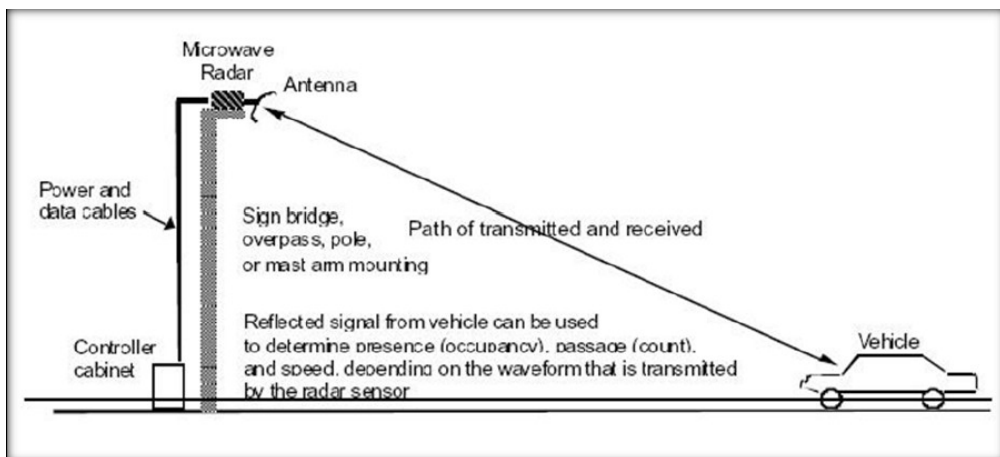 Microwave
Radar
Antenna
Power and
data cables
Sign bridge,
overpass, pole,
or mast arm mounting
Path of transmitted and received
Reflected signal from vehicle can be used
to determine presence (occupancy), passage (count),
and speed, depending on the waveform that is transmitted
by the radar sensor
Controller
cabinet
Vehicle